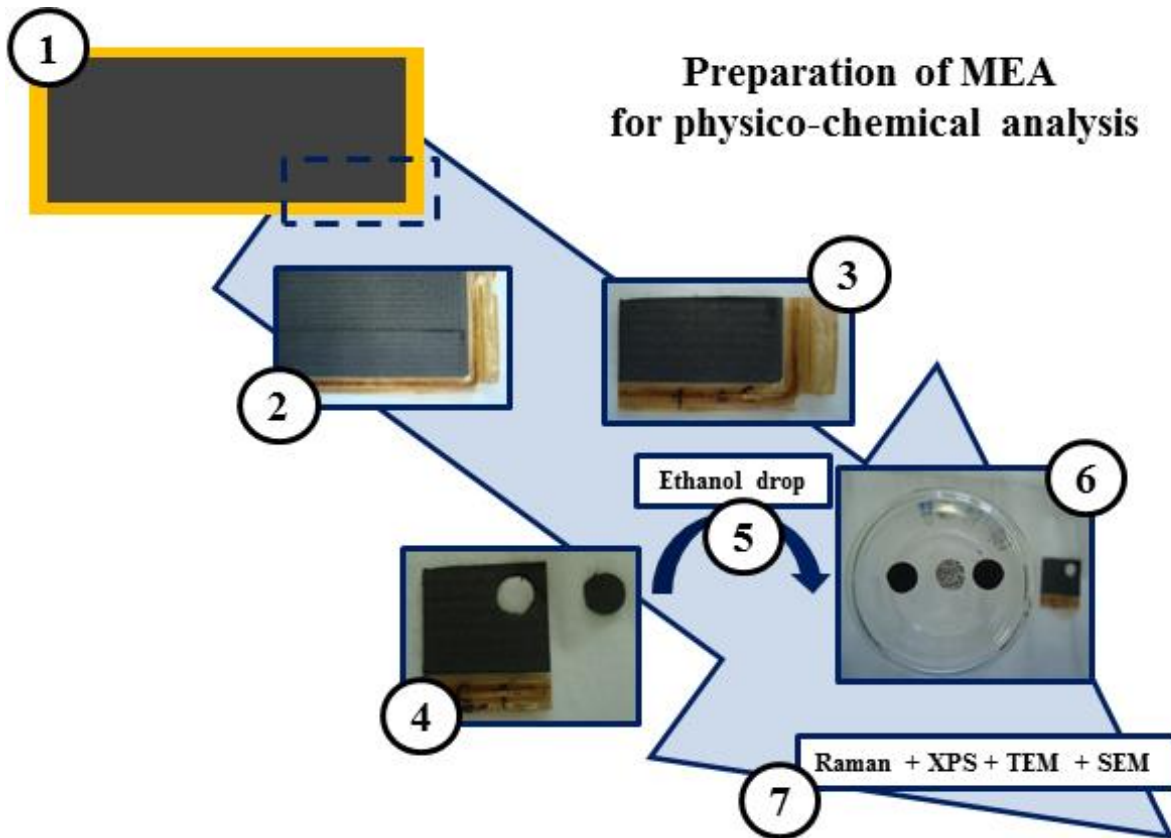 1
Preparation of MEA
for physico-chemical analysis
3
2
6
Ethanol drop
5
4
Raman + XPS + TEM + SEM
7